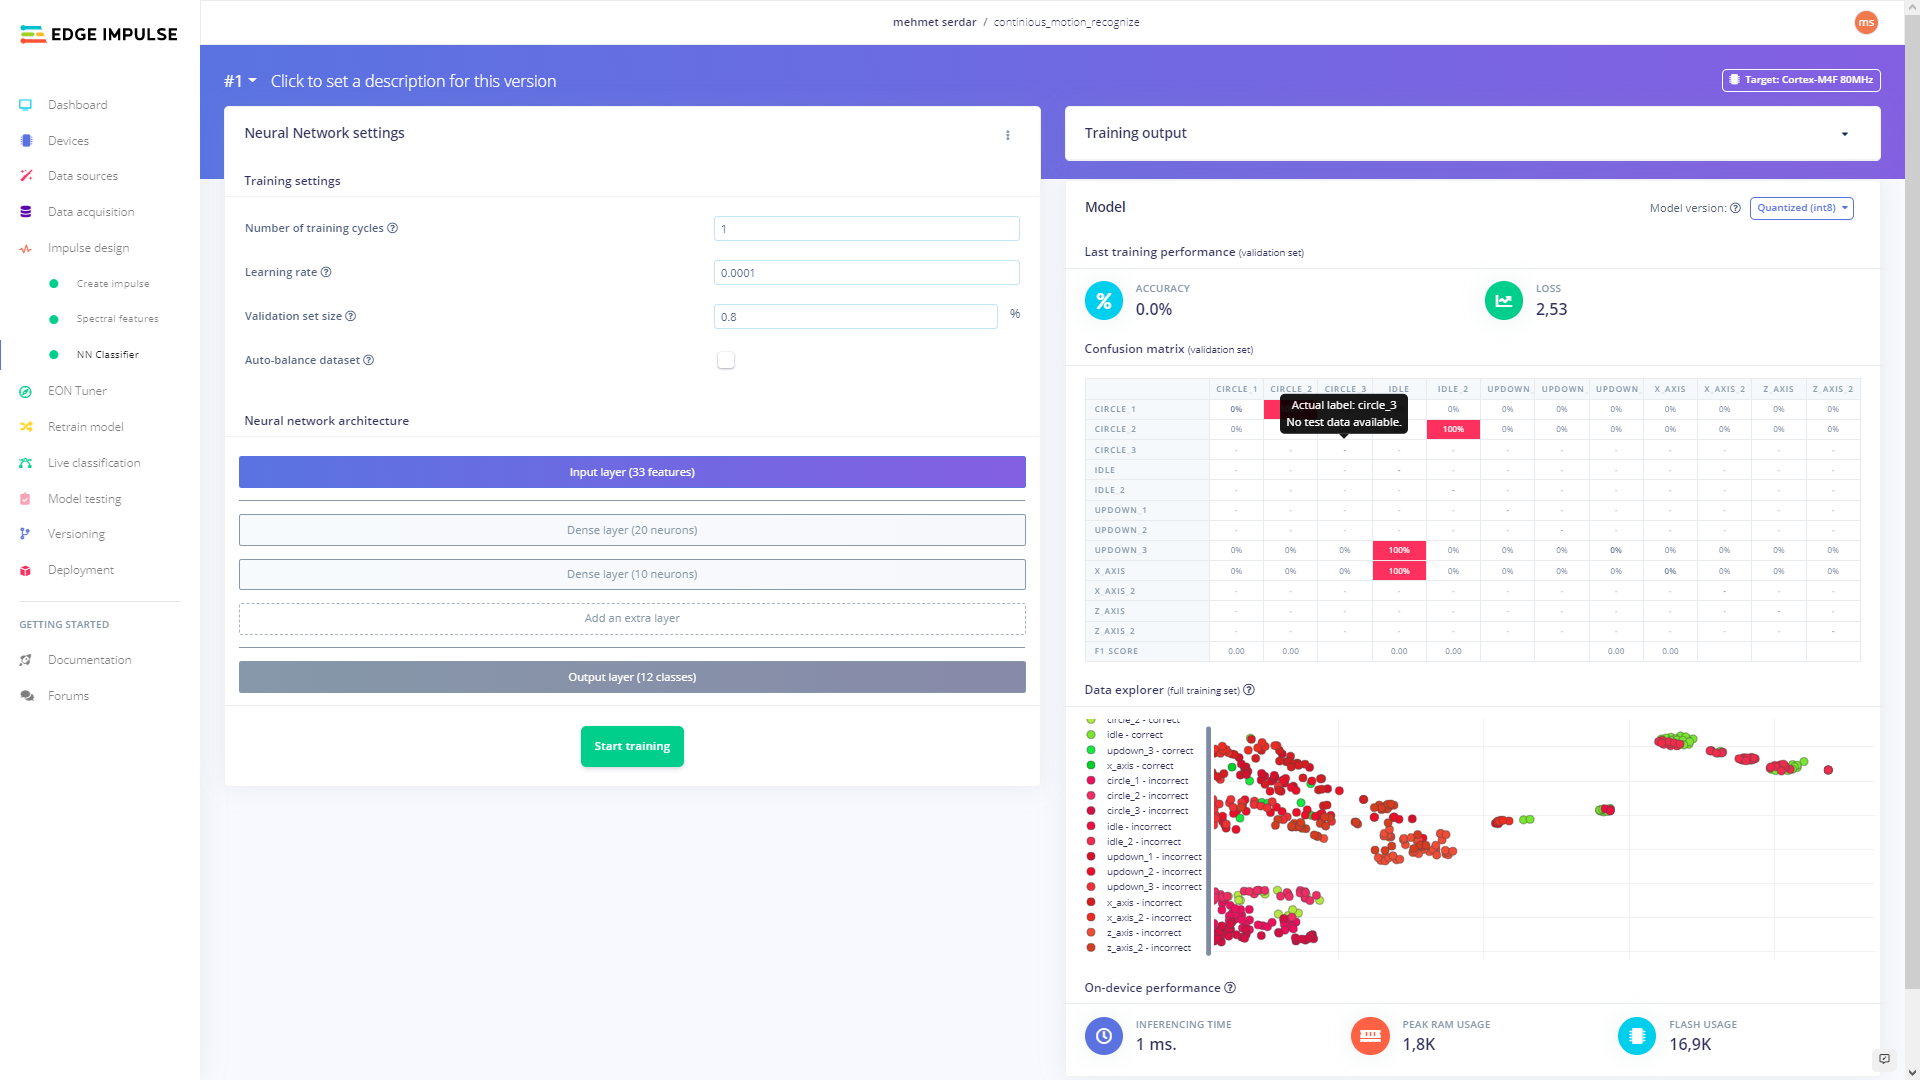 EDGE IMPULSE
mehmet serdar / continious_motion_recognize
ms
Dashboard
Devices
Data sources
Data acquisition
Impulse design
Create impulse
Spectral features
NN Classifier
EON Tuner
Retrain model
Live classification
Model testing
Versioning
Deployment
GETTING STARTED
Documentation
Forums
#1 Click to set a description for this version
Target: Cortex-M4F 80MHz
Neural Network settings
Training settings
Number of training cycles ?
1
Learning rate ?
0.0001
Validation set size ?
0.8 %
Auto-balance dataset ?
Neural network architecture
Input layer (33 features)
Dense layer (20 neurons)
Dense layer (10 neurons)
Add an extra layer
Output layer (12 classes)
Start training
Training output
Model
Model version: ? Quantized (int8)
Last training performance (validation set)
% ACCURACY
0.0%
LOSS
2,53
Confusion matrix (validation set)
CIRCLE_1 CIRCLE_2 CIRCLE_3 IDLE IDLE_2 UPDOWN_ UPDOWN_ UPDOWN_ X_AXIS X_AXIS_2 Z_AXIS Z_AXIS_2
Actual label: circle_3
No test data available.
CIRCLE_1 0% 0% 0% 0% 0% 0% 0% 0% 0%
CIRCLE_2 0% 100% 0% 0% 0% 0% 0% 0% 0%
CIRCLE_3 - - - - - - - - - - - -
IDLE - - - - - - - - - - - -
IDLE_2 - - - - - - - - - - - -
UPDOWN_1 - - - - - - - - - - - -
UPDOWN_2 - - - - - - - - - - - -
UPDOWN_3 0% 0% 0% 100% 0% 0% 0% 0% 0% 0% 0% 0%
X_AXIS 0% 0% 0% 100% 0% 0% 0% 0% 0% 0% 0% 0%
X_AXIS_2 - - - - - - - - - - - -
Z_AXIS - - - - - - - - - - - -
Z_AXIS_2 - - - - - - - - - - - -
F1 SCORE 0.00 0.00 0.00 0.00 0.00 0.00
Data explorer (full training set) ?
circle_2 - correct
idle - correct
updown_3 - correct
x_axis - correct
circle_1 - incorrect
circle_2 - incorrect
circle_3 - incorrect
idle - incorrect
idle_2 - incorrect
updown_1 - incorrect
updown_2 - incorrect
updown_3 - incorrect
x_axis - incorrect
x_axis_2 - incorrect
z_axis - incorrect
z_axis_2 - incorrect
On-device performance ?
INFERENCING TIME
1 ms.
PEAK RAM USAGE
1,8K
FLASH USAGE
16,9K